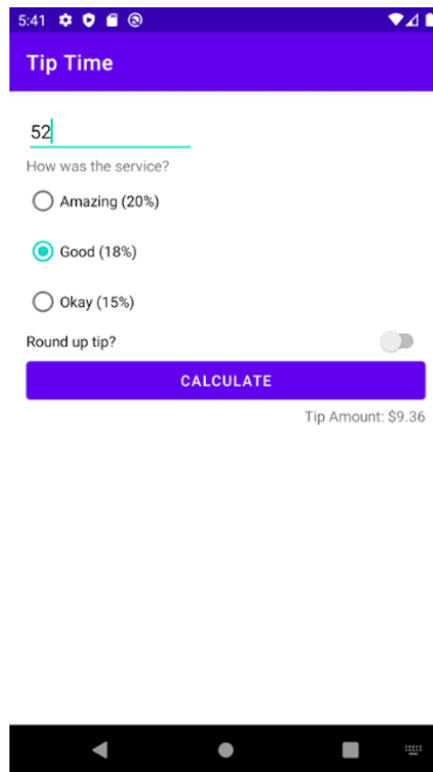 5:41
Tip Time
52
How was the service?
Amazing (20%)
Good (18%)
Okay (15%)
Round up tip?
CALCULATE
Tip Amount: $9.36